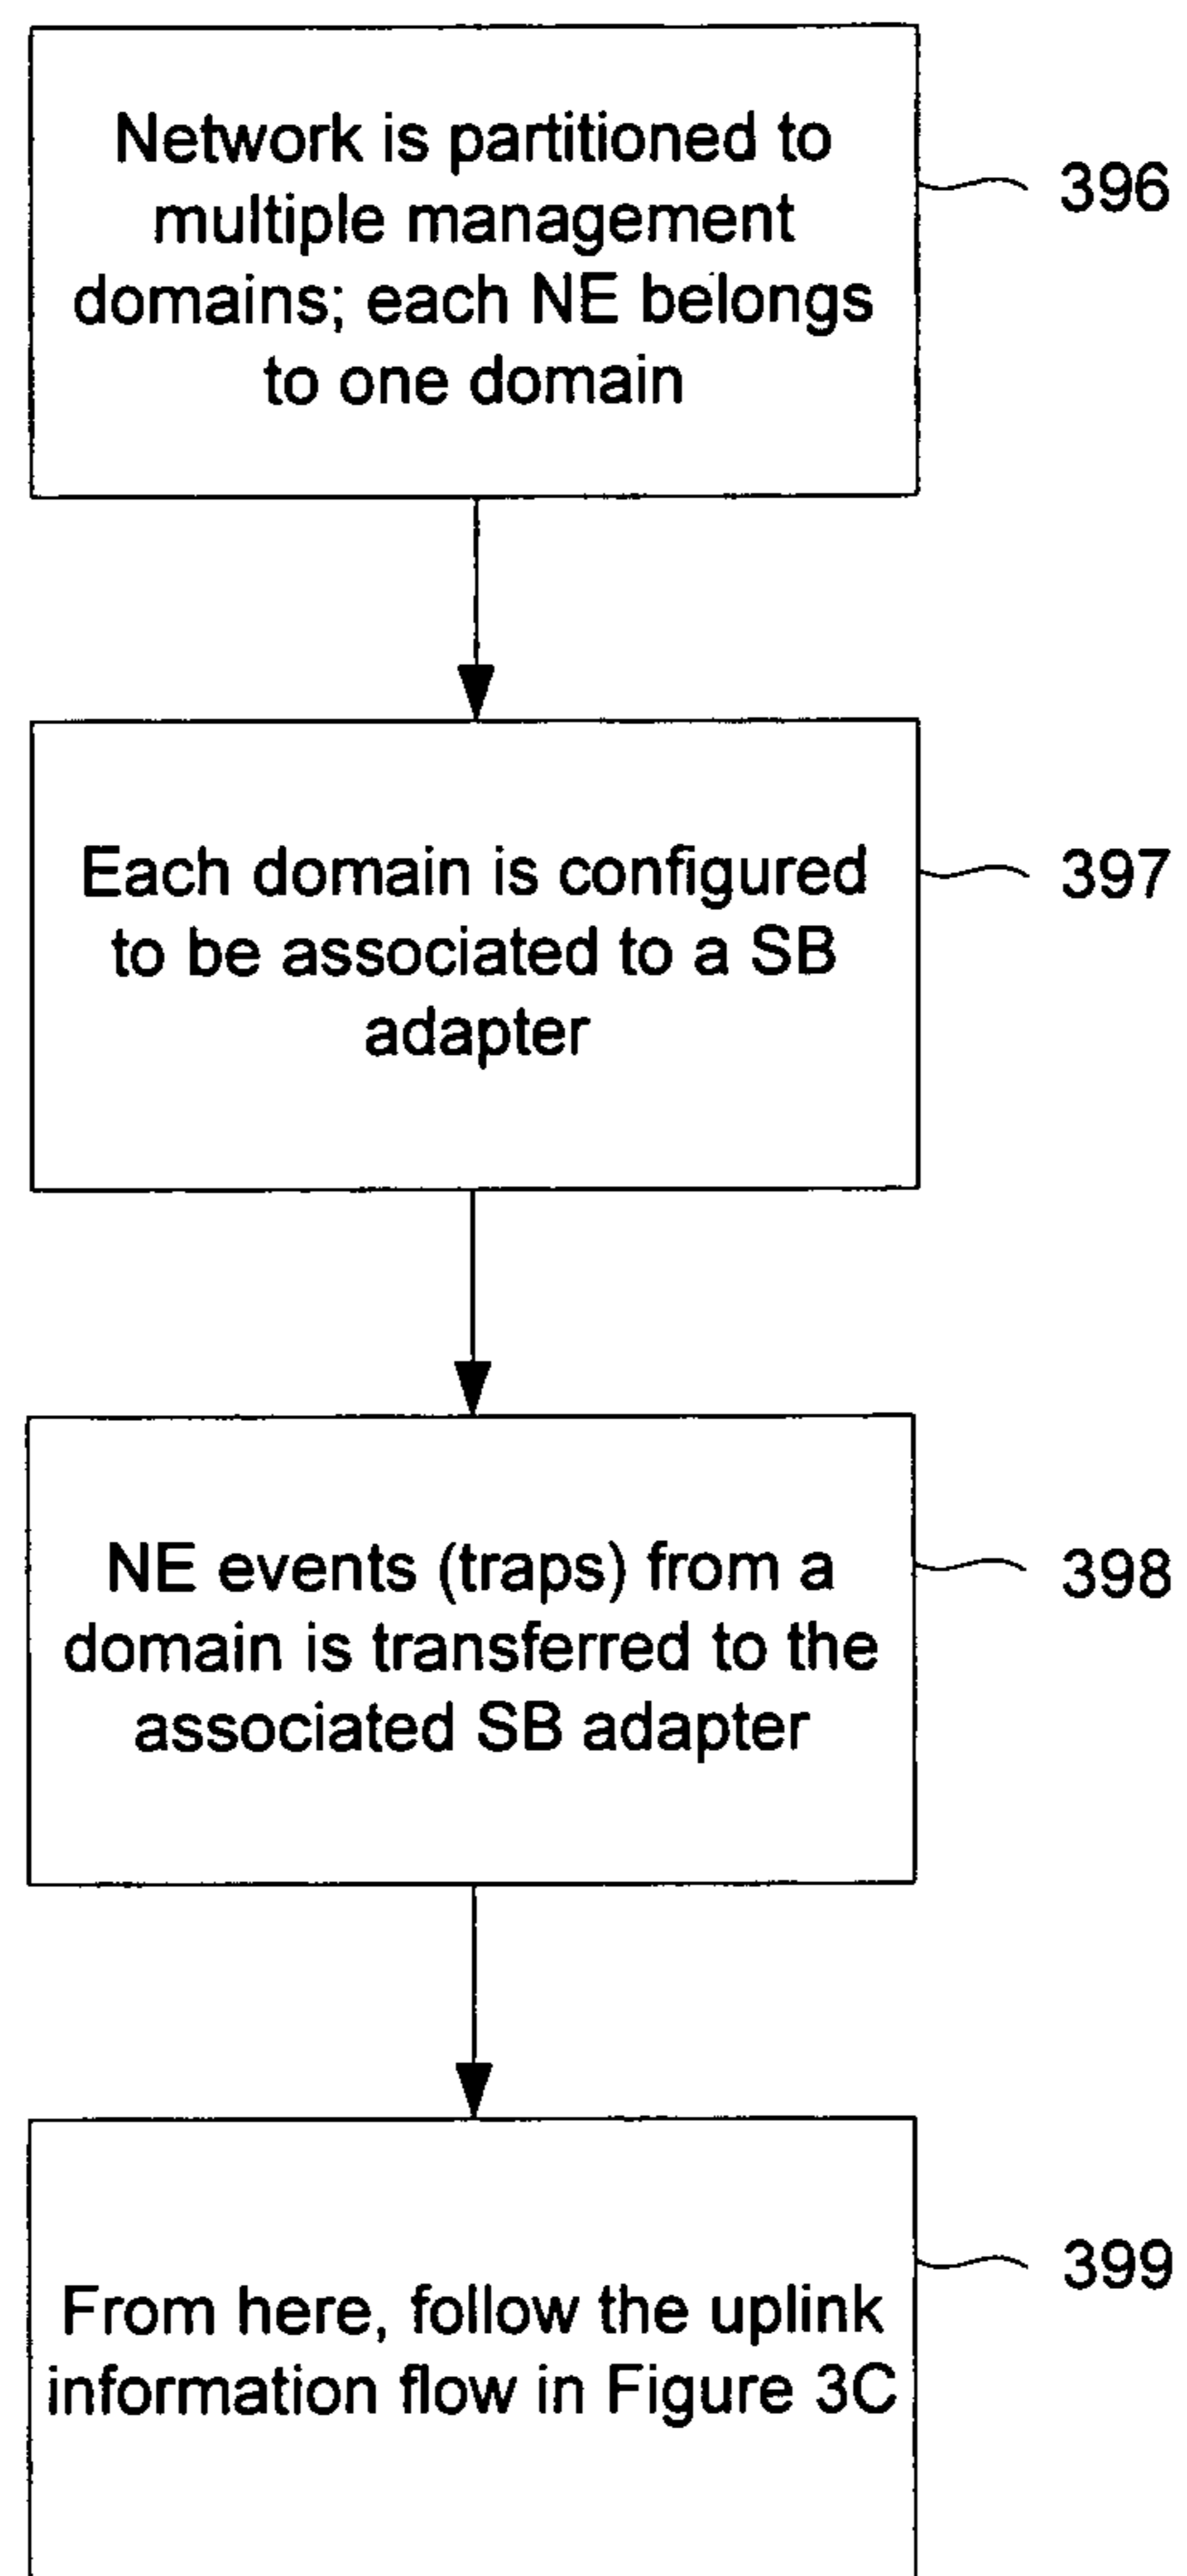 Network is partitioned to
multiple management
domains; each NE belongs
to one domain
396
Each domain is configured
to be associated to a SB
adapter
397
NE events (traps) from a
domain is transferred to the
associated SB adapter
398
From here, follow the uplink
information flow in Figure 3C
399